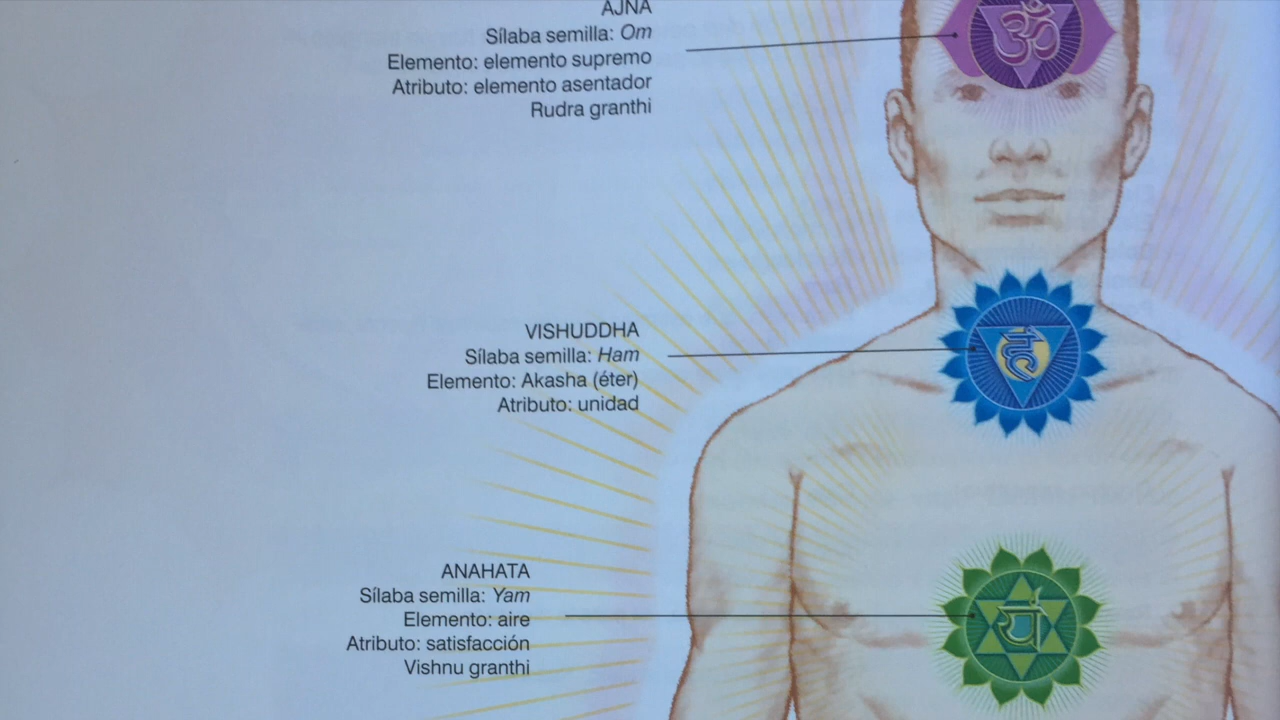 AJNA
Sílaba semilla: Om
Elemento: elemento supremo
Atributo: elemento asentador
Rudra granthi
ॐ
VISHUDDHA
Sílaba semilla: Ham
Elemento: Akasha (éter)
Atributo: unidad
हं
ANAHATA
Sílaba semilla: Yam
Elemento: aire
Atributo: satisfacción
Vishnu granthi
यं